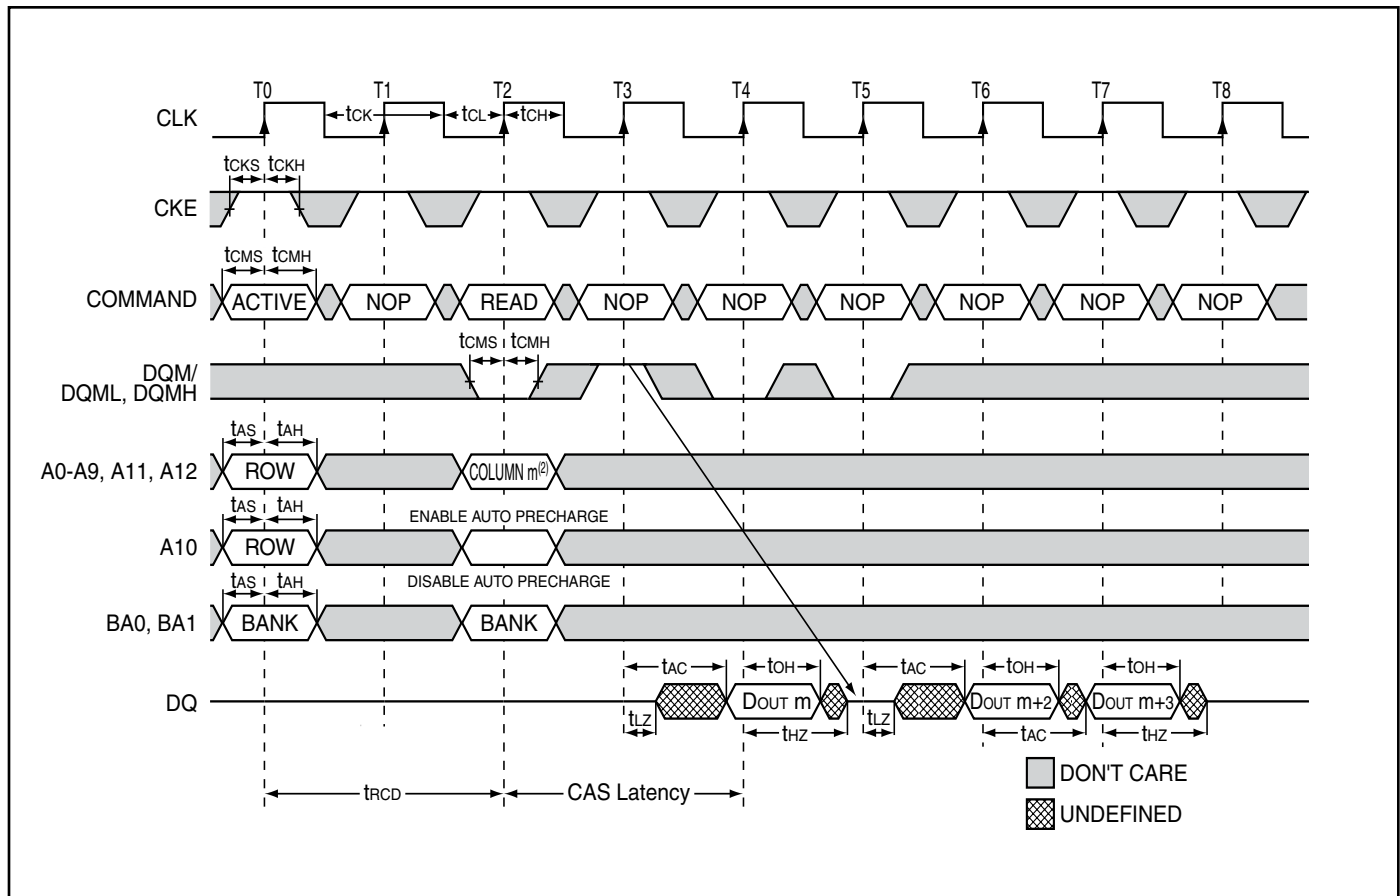 T0 T1 T2 T3 T4 T5 T6 T7 T8
CLK
tCK tCL tCH
tCKS tCKH
CKE
tCMS tCMH
COMMAND ACTIVE NOP READ NOP NOP NOP NOP NOP NOP
tCMS tCMH
DQM/
DQML, DQMH
tAS tAH
A0-A9, A11, A12 ROW COLUMN m(2)
tAS tAH ENABLE AUTO PRECHARGE
A10 ROW
tAS tAH DISABLE AUTO PRECHARGE
BA0, BA1 BANK BANK
tAC tOH tAC tOH tOH
DQ DOUT m DOUT m+2 DOUT m+3
tLZ tHZ tLZ tAC tHZ
DON'T CARE
tRCD CAS Latency
UNDEFINED